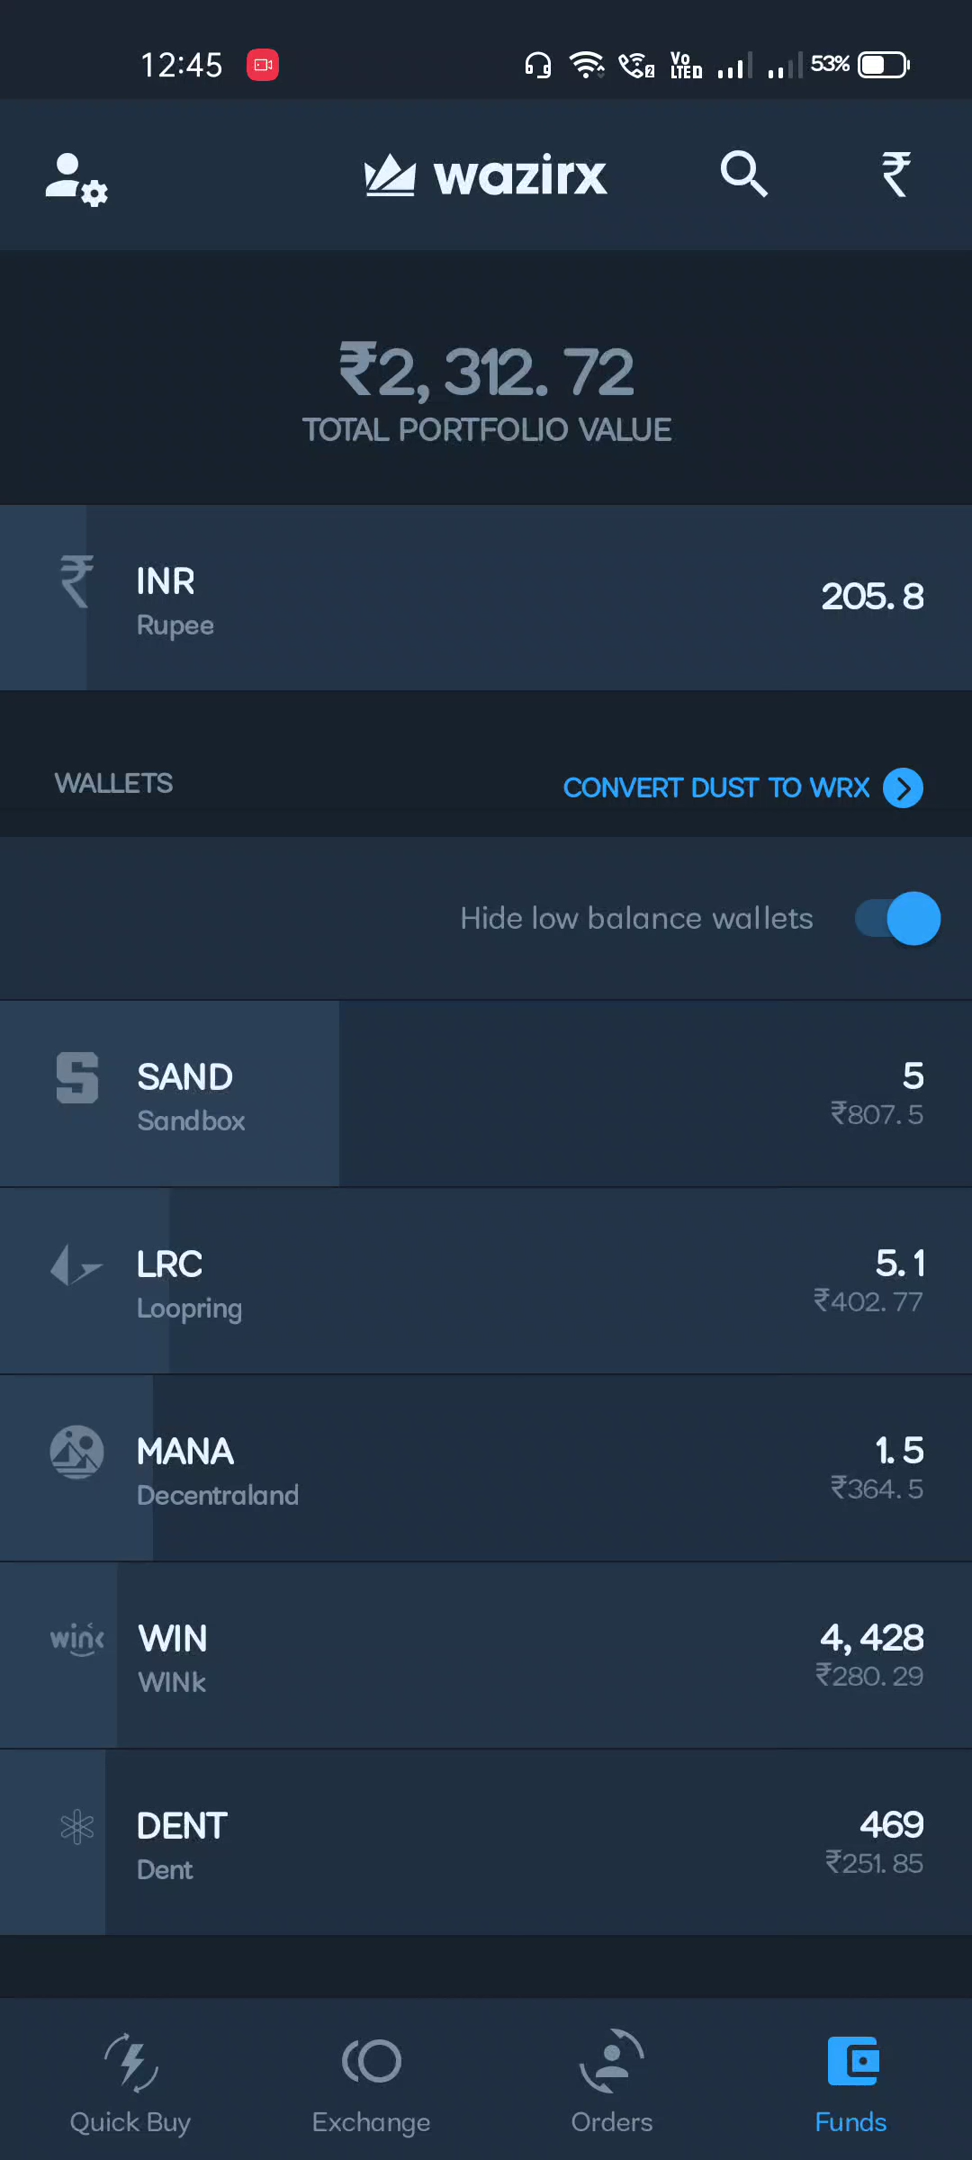 12:45
Vo LTED
53%
wazirx
₹
₹2,312.72
TOTAL PORTFOLIO VALUE
₹
INR
205.8
Rupee
WALLETS
CONVERT DUST TO WRX
Hide low balance wallets
S
SAND
5
Sandbox
₹807.5
LRC
5.1
Loopring
₹402.77
MANA
1.5
Decentraland
₹364.5
wink
WIN
4,428
WINk
₹280.29
DENT
469
Dent
₹251.85
Quick Buy
Exchange
Orders
Funds